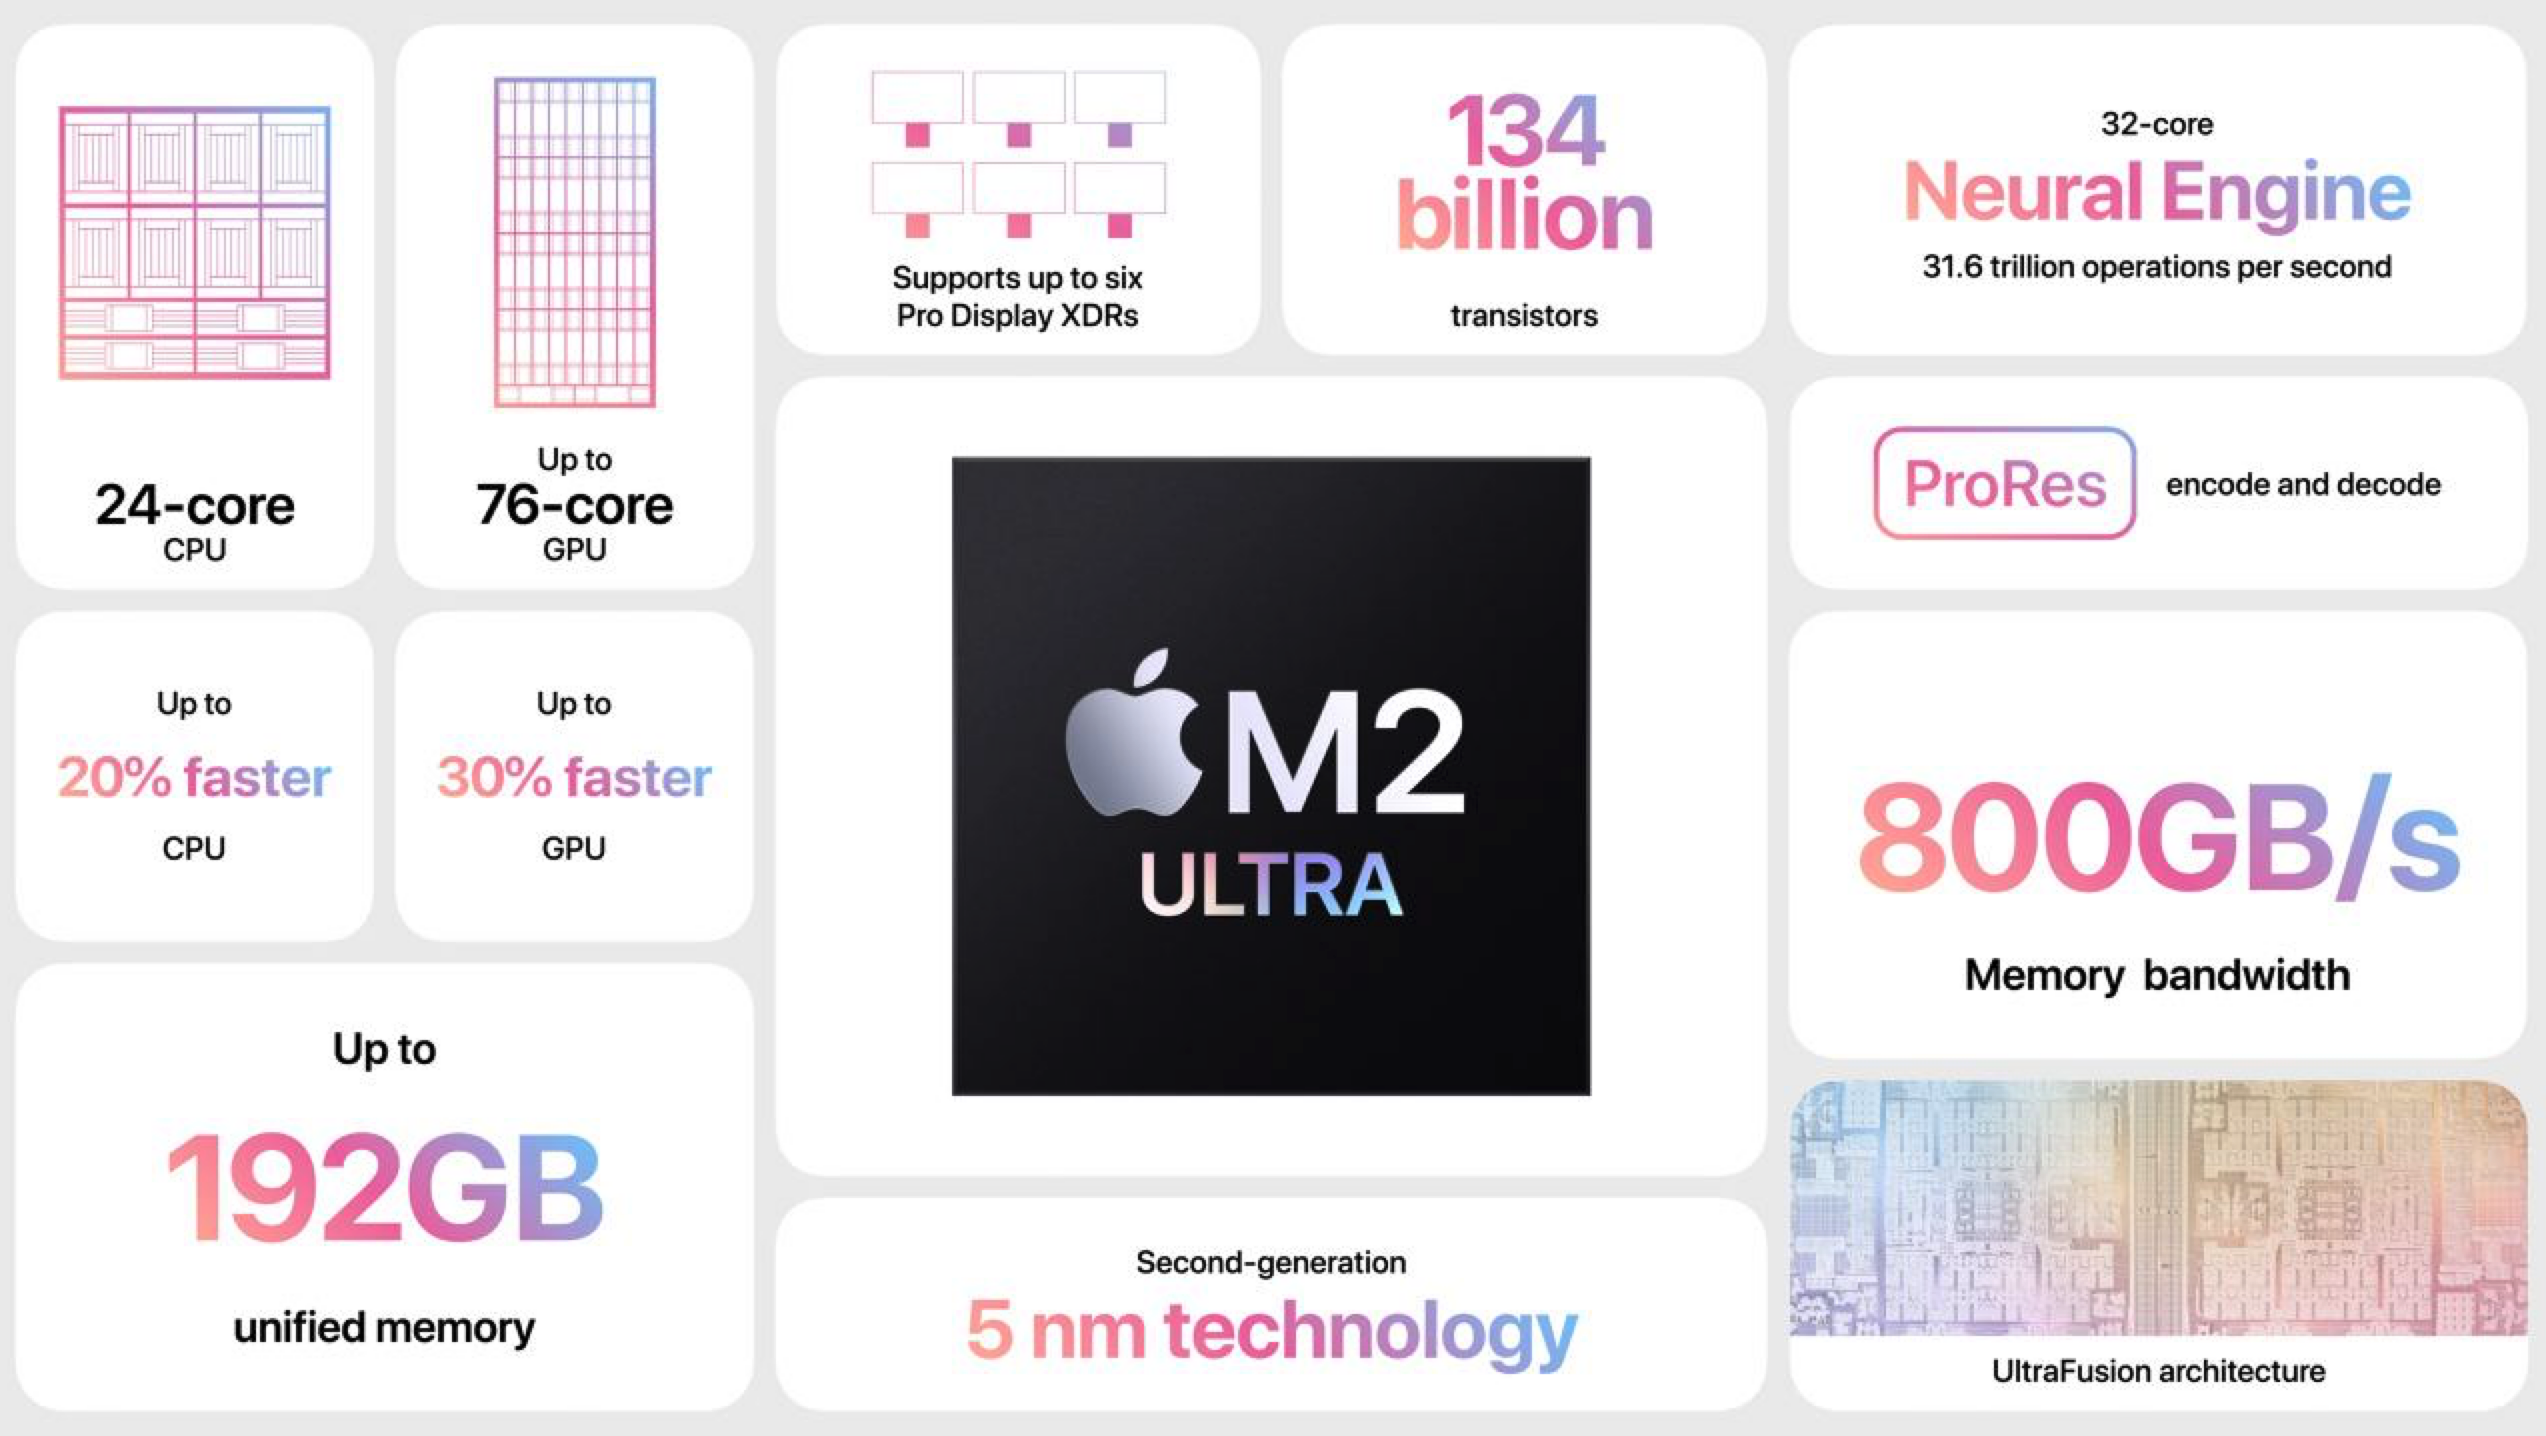 24-core
CPU
Up to
76-core
GPU
Supports up to six
Pro Display XDRs
134
billion
transistors
32-core
Neural Engine
31.6 trillion operations per second
ProRes encode and decode
Up to
20% faster
CPU
Up to
30% faster
GPU
M2
ULTRA
800GB/s
Memory bandwidth
Up to
192GB
unified memory
Second-generation
5 nm technology
UltraFusion architecture